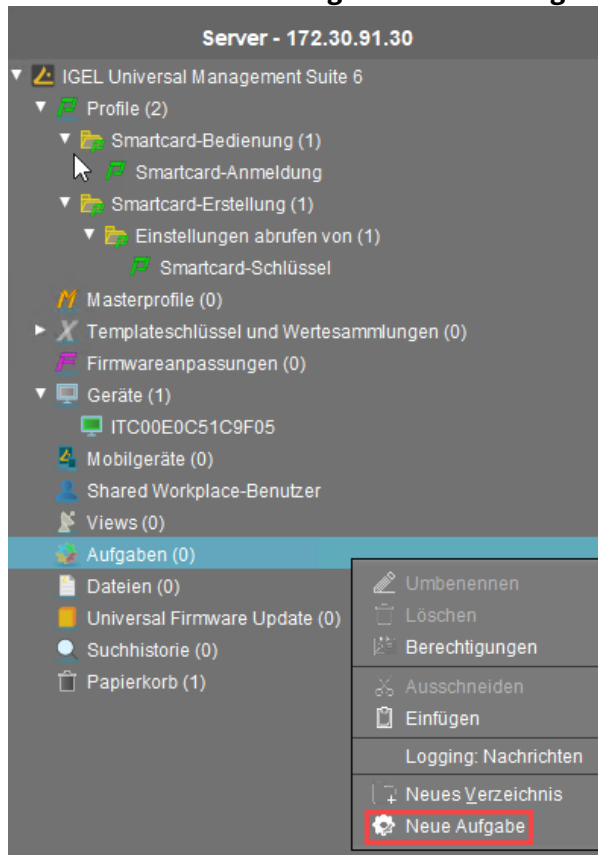 Server - 172.30.91.30
IGEL Universal Management Suite 6
Profile (2)
Smartcard-Bedienung (1)
Smartcard-Anmeldung
Smartcard-Erstellung (1)
Einstellungen abrufen von (1)
Smartcard-Schlüssel
Masterprofile (0)
Templateschlüssel und Wertesammlungen (0)
Firmwareanpassungen (0)
Geräte (1)
ITC00E0C51C9F05
Mobilgeräte (0)
Shared Workplace-Benutzer
Views (0)
Aufgaben (0)
Dateien (0)
Universal Firmware Update (0)
Suchhistorie (0)
Papierkorb (1)
Umbenennen
Löschen
Berechtigungen
Ausschneiden
Einfügen
Logging: Nachrichten
Neues Verzeichnis
Neue Aufgabe